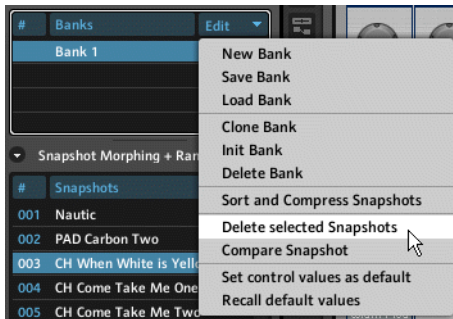 # Banks Edit
Bank 1
New Bank
Save Bank
Load Bank
Clone Bank
Init Bank
Delete Bank
Sort and Compress Snapshots
Delete selected Snapshots
Compare Snapshot
Set control values as default
Recall default values
Snapshot Morphing +
# Snapshots
001 Nautic
002 PAD Carbon Two
003 CH When White is
004 CH Come Take Me One
005 CH Come Take Me Two